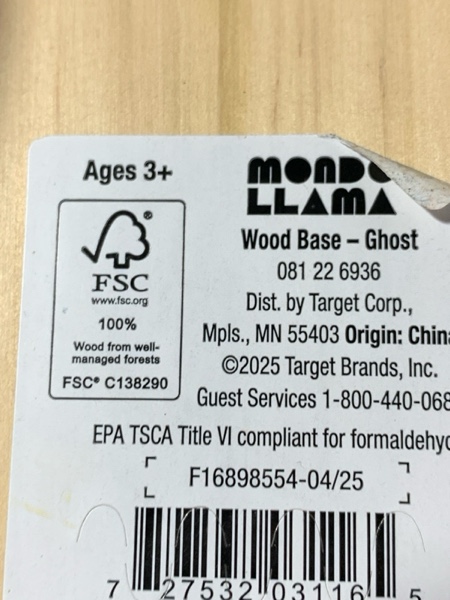 Ages 3+
MONDO
LLAMA
FSC®
www.fsc.org
100%
Wood from well-
managed forests
FSC® C138290
Wood Base – Ghost
081 22 6936
Dist. by Target Corp.,
Mpls., MN 55403 Origin: China
©2025 Target Brands, Inc.
Guest Services 1-800-440-068
EPA TSCA Title VI compliant for formaldehyd
F16898554-04/25
7 27532 03116 5